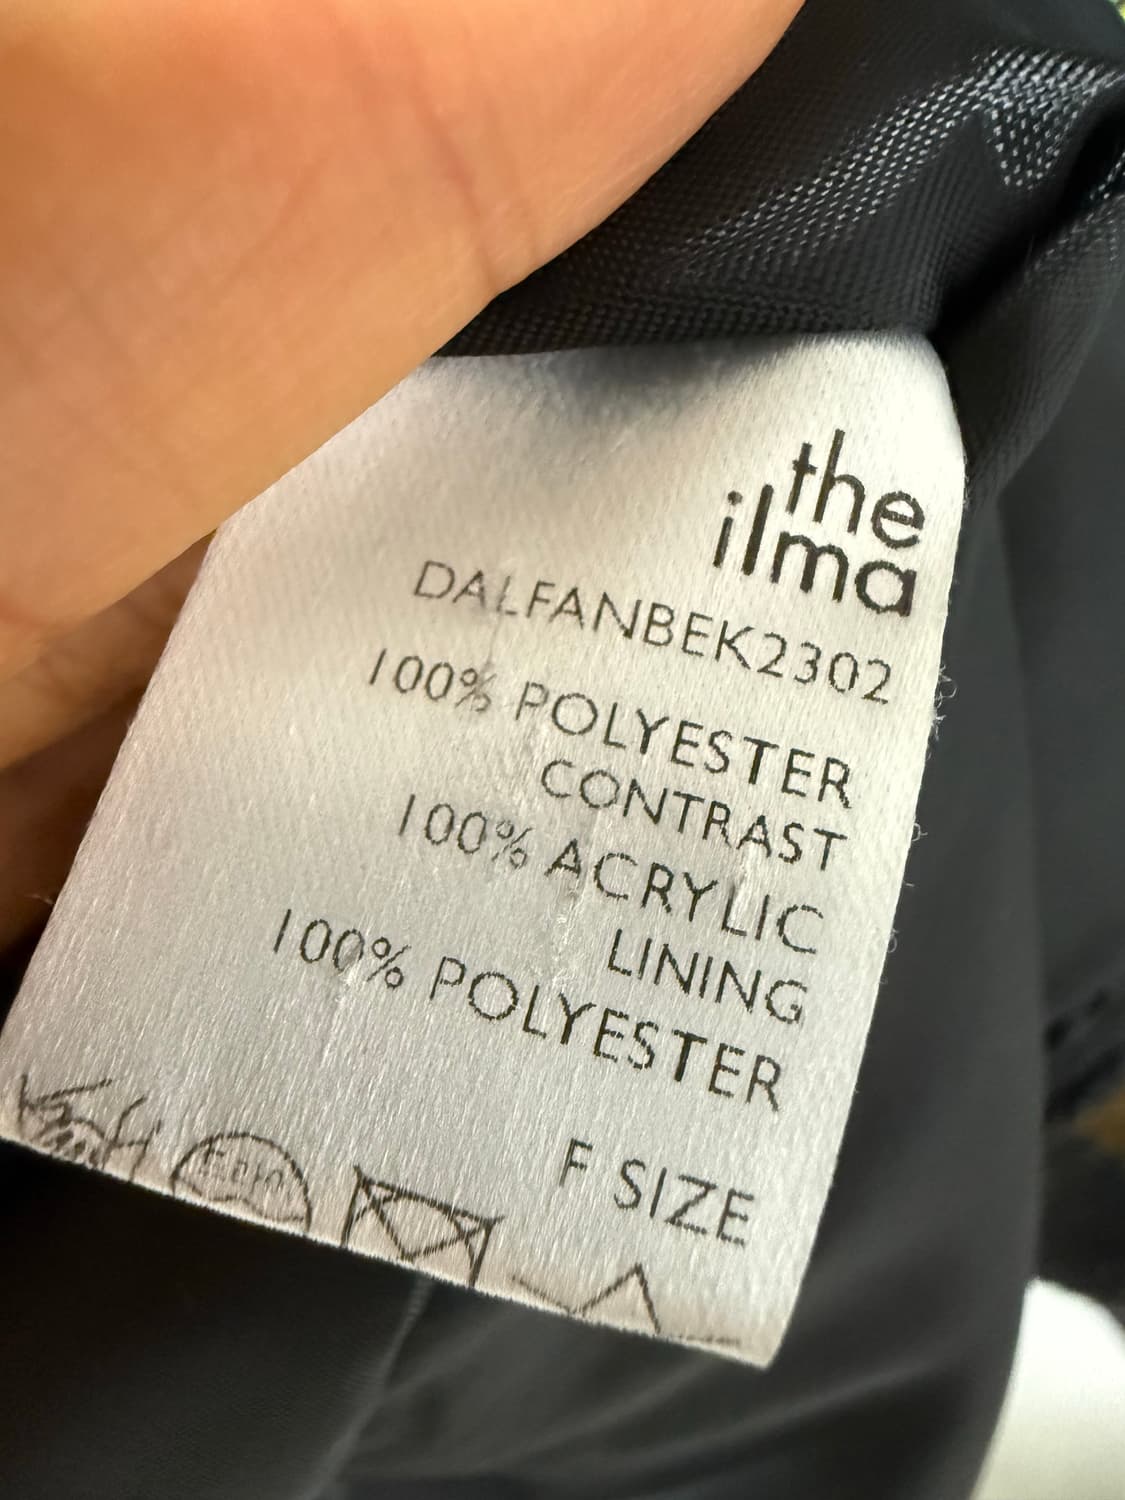 the
ilma
DALFANBEK2302
100% POLYESTER
CONTRAST
100% ACRYLIC
LINING
100% POLYESTER
F SIZE